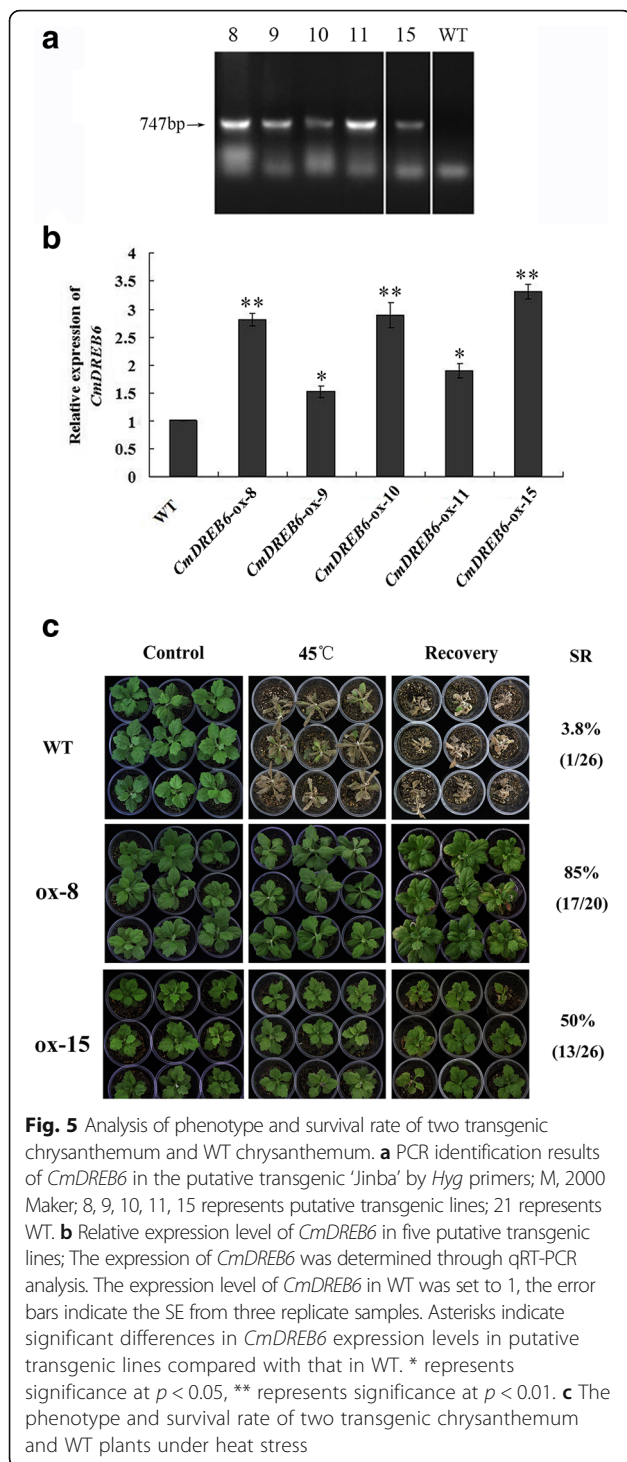 a
8 9 10 11 15 WT
747bp→
b
Relative expression of
CmDREB6
4
3.5
3
2.5
2
1.5
1
0.5
0
** * ** * **
WT CmDREB6-ox-8 CmDREB6-ox-9 CmDREB6-ox-10 CmDREB6-ox-11 CmDREB6-ox-15
c
Control 45℃ Recovery SR
WT 3.8%
(1/26)
ox-8 85%
(17/20)
ox-15 50%
(13/26)
Fig. 5 Analysis of phenotype and survival rate of two transgenic
chrysanthemum and WT chrysanthemum. a PCR identification results
of CmDREB6 in the putative transgenic ‘Jinba’ by Hyg primers; M, 2000
Maker; 8, 9, 10, 11, 15 represents putative transgenic lines; 21 represents
WT. b Relative expression level of CmDREB6 in five putative transgenic
lines; The expression of CmDREB6 was determined through qRT-PCR
analysis. The expression level of CmDREB6 in WT was set to 1, the error
bars indicate the SE from three replicate samples. Asterisks indicate
significant differences in CmDREB6 expression levels in putative
transgenic lines compared with that in WT. * represents
significance at p < 0.05, ** represents significance at p < 0.01. c The
phenotype and survival rate of two transgenic chrysanthemum
and WT plants under heat stress